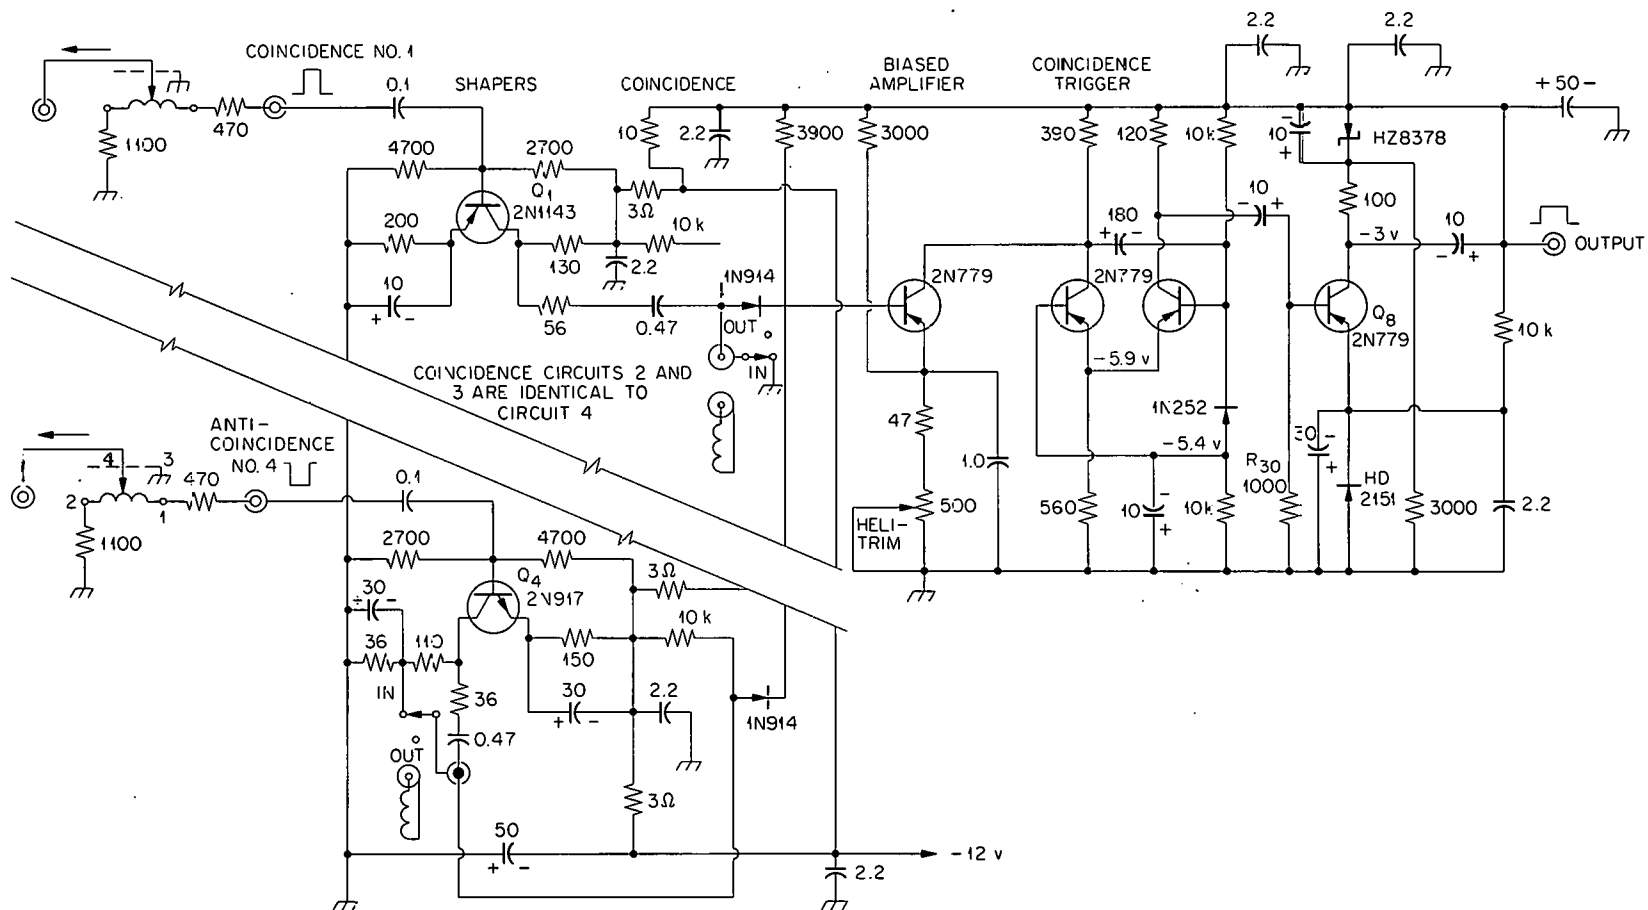 COINCIDENCE NO. 1
0.1
SHAPERS
COINCIDENCE
BIASED
AMPLIFIER
COINCIDENCE
TRIGGER
2.2
2.2
+ 50 -
470
1100
4700
2700
Q1
2N1143
200
130
10
+ -
56
0.47
10
2.2
3Ω
10 k
2.2
1N914
OUT
IN
3900
3000
390
120
10k
10
- +
HZ8378
100
-3 v
10
- +
OUTPUT
180
+ -
10
- +
2N779
2N779
Q8
2N779
10 k
-5.9 v
1N252
-5.4 v
47
1.0
500
HELI-
TRIM
560
10
- +
10k
R30
1000
- +
HD
2151
3000
2.2
COINCIDENCE CIRCUITS 2 AND
3 ARE IDENTICAL TO
CIRCUIT 4
ANTI-
COINCIDENCE
NO. 4
4
3
2
1
470
1100
0.1
2700
4700
Q4
2N917
30
-
36
110
IN
150
36
30
+ -
0.47
OUT
3Ω
10 k
2.2
1N914
3Ω
50
+ -
-12 v
2.2